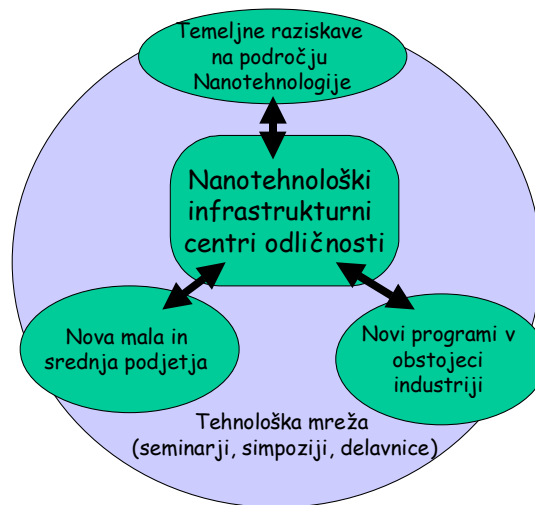 Temeljne raziskave
na področju
Nanotehnologije
Nanotehnološki
infrastrukturni
centri odličnosti
Nova mala in
srednja podjetja
Novi programi v
obstoječi
industriji
Tehnološka mreža
(seminarji, simpoziji, delavnice)